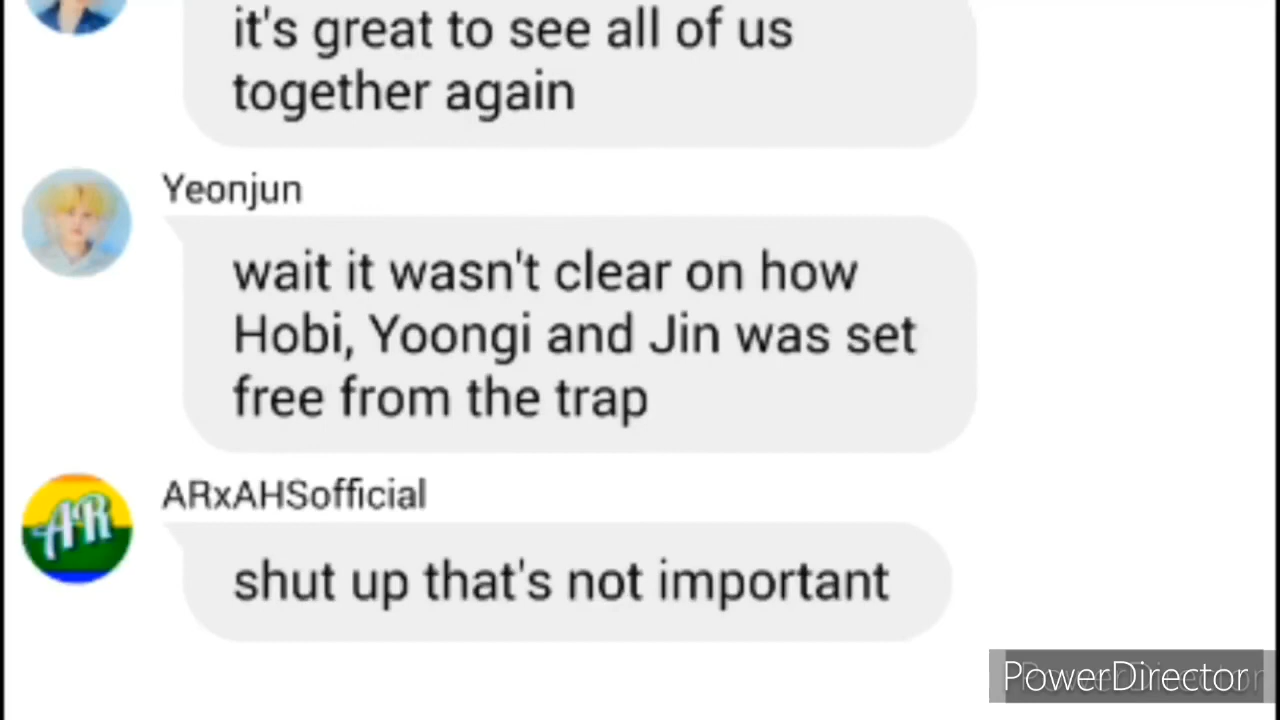 it's great to see all of us
together again
Yeonjun
wait it wasn't clear on how
Hobi, Yoongi and Jin was set
free from the trap
AR
ARxAHSofficial
shut up that's not important
PowerDirector